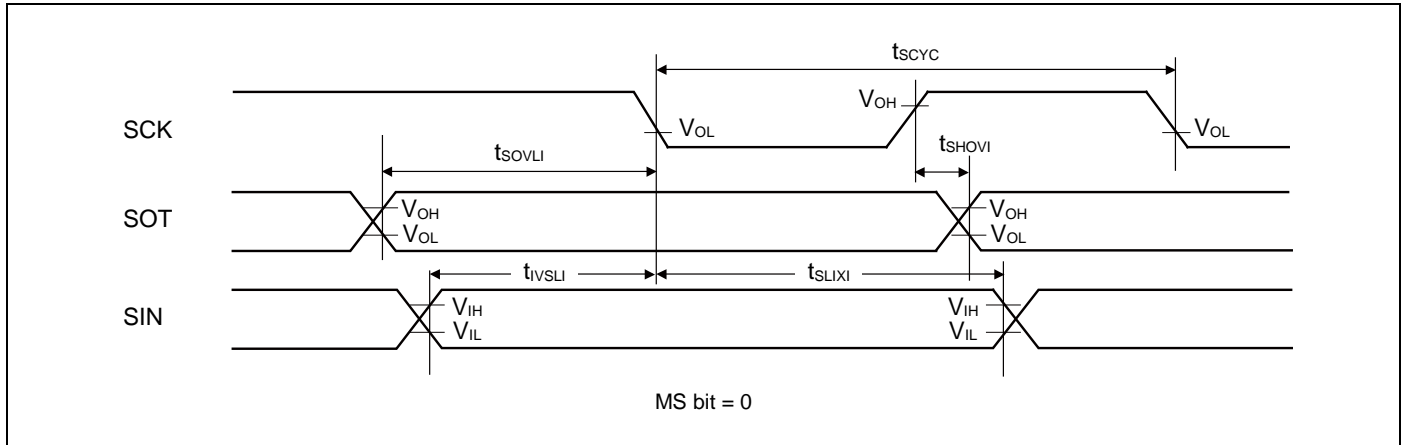 tSCYC
SCK
VOH
VOL
VOL
tSOVLI
tSHOVI
SOT
VOH
VOL
VOH
VOL
tIVSLI
tSLIXI
SIN
VIH
VIL
VIH
VIL
MS bit = 0